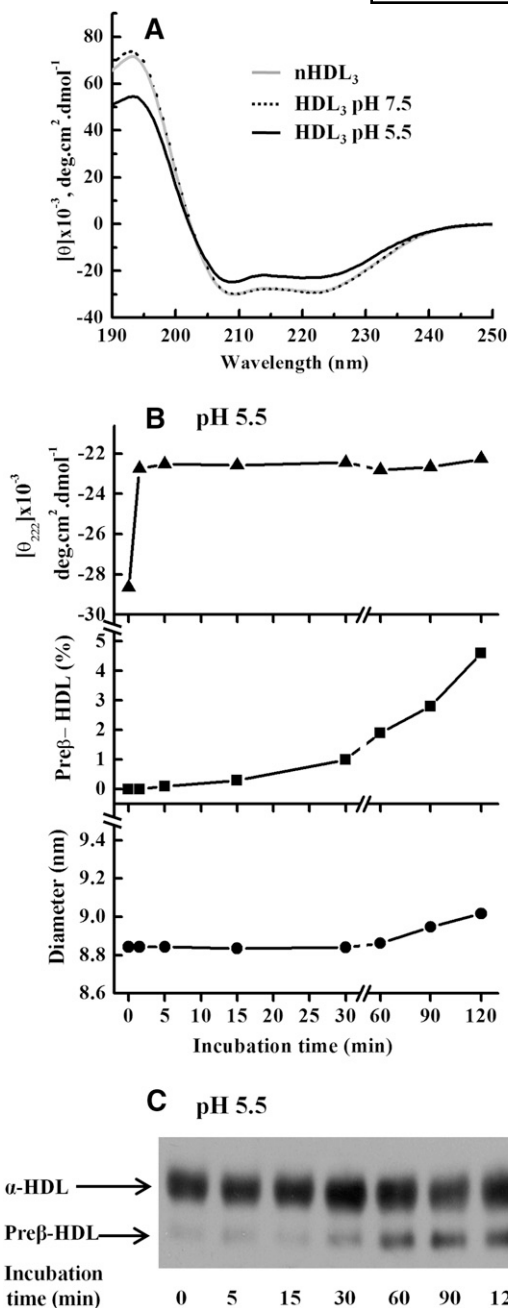 A
nHDL₃
HDL₃ pH 7.5
HDL₃ pH 5.5
[θ]x10⁻³, deg.cm².dmol⁻¹
80
60
40
20
0
-20
-40
190 200 210 220 230 240 250
Wavelength (nm)
B pH 5.5
[θ₂₂₂]x10⁻³
deg.cm².dmol⁻¹
-22
-24
-26
-28
-30
Preβ–HDL (%)
5
4
3
2
1
0
Diameter (nm)
9.4
9.2
9.0
8.8
8.6
0 5 10 15 20 25 30 60 90 120
Incubation time (min)
C pH 5.5
α-HDL
Preβ-HDL
Incubation
time (min) 0 5 15 30 60 90 12